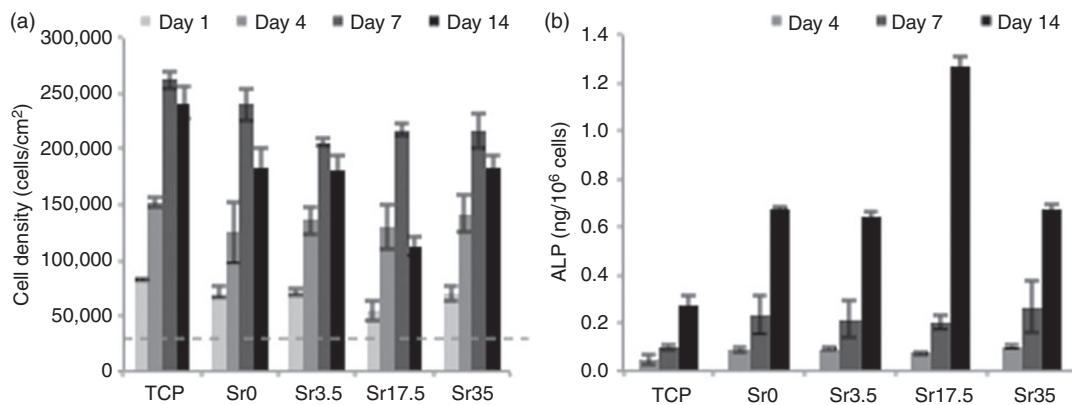 (a)
Day 1 Day 4 Day 7 Day 14
Cell density (cells/cm²)
300,000
250,000
200,000
150,000
100,000
50,000
0
TCP Sr0 Sr3.5 Sr17.5 Sr35
(b)
Day 4 Day 7 Day 14
ALP (ng/10⁶ cells)
1.4
1.2
1.0
0.8
0.6
0.4
0.2
0.0
TCP Sr0 Sr3.5 Sr17.5 Sr35